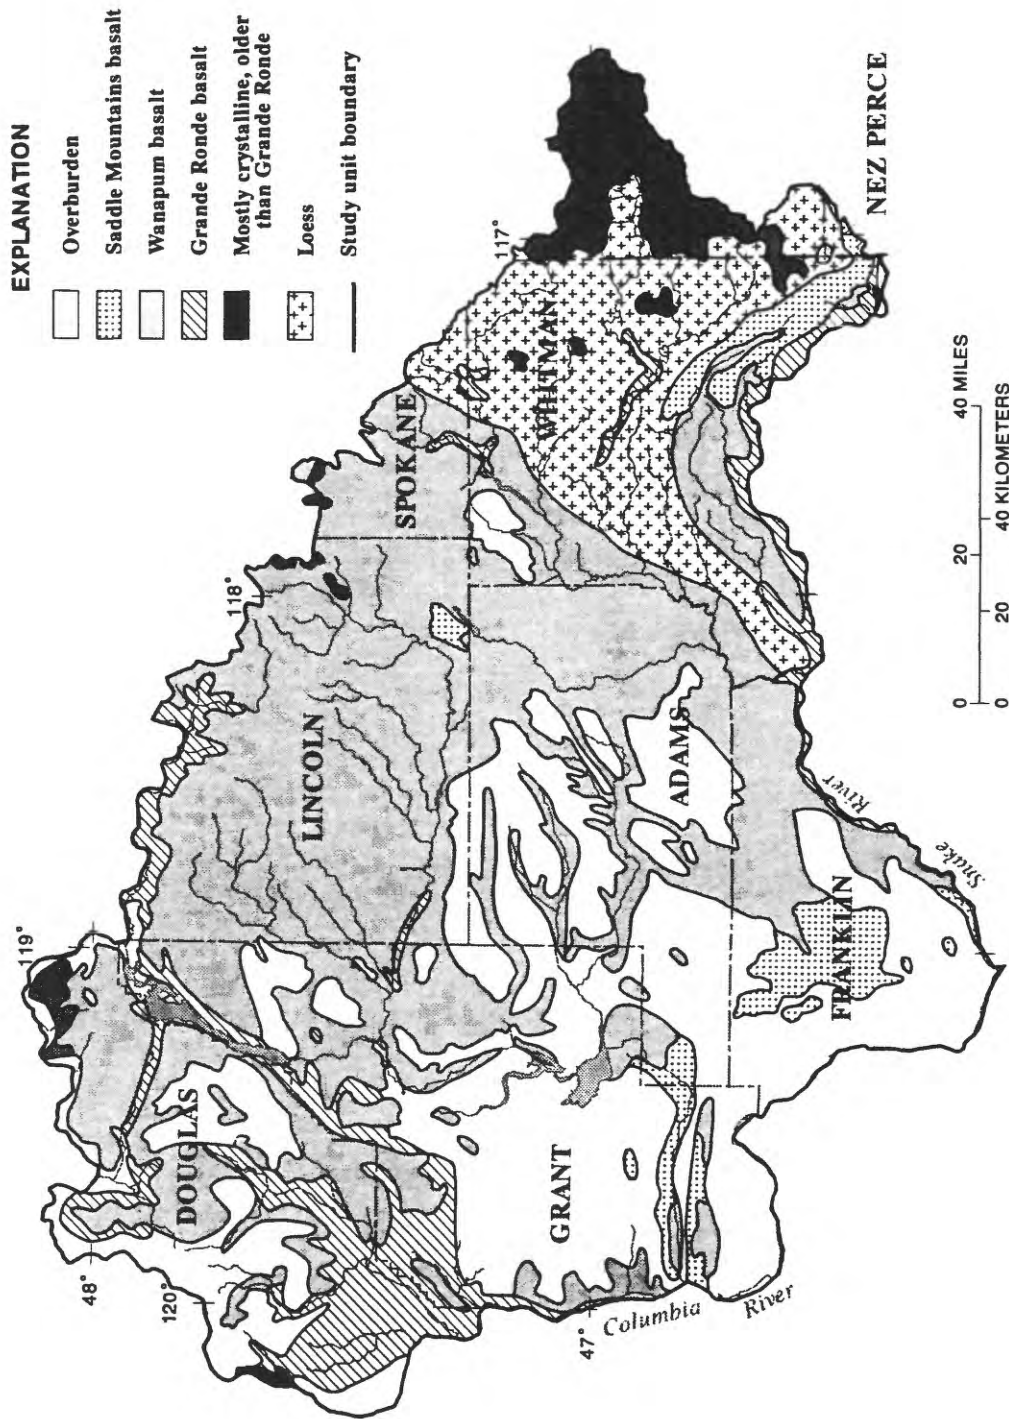 EXPLANATION
Overburden
Saddle Mountains basalt
Wanapum basalt
Grande Ronde basalt
Mostly crystalline, older
than Grande Ronde
Loess
Study unit boundary
119°
118°
117°
48°
120°
47°
DOUGLAS
LINCOLN
SPOKANE
WHITMAN
NEZ PERCE
GRANT
ADAMS
FRANKLIN
Columbia
River
Snake
River
0 20 40 MILES
0 20 40 KILOMETERS